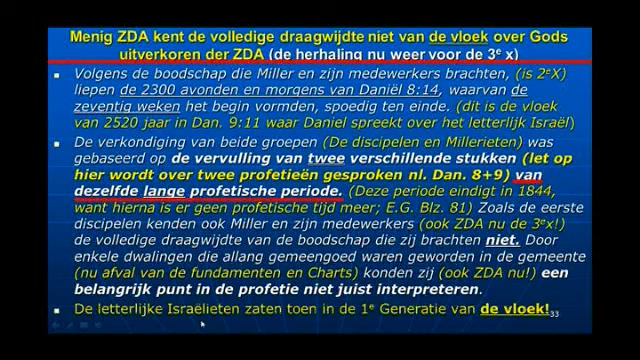 Menig ZDA kent de volledige draagwijdte niet van de vloek over Gods
uitverkoren der ZDA (de herhaling nu weer voor de 3e x)
Volgens de boodschap die Miller en zijn medewerkers brachten, (is 2eX)
liepen de 2300 avonden en morgens van Daniël 8:14, waarvan de
zeventig weken het begin vormden, spoedig ten einde. (dit is de vloek
van 2520 jaar in Dan. 9:11 waar Daniel spreekt over het letterlijk Israël)
De verkondiging van beide groepen (De discipelen en Millerieten) was
gebaseerd op de vervulling van twee verschillende stukken (let op
hier wordt over twee profetieën gesproken nl. Dan. 8+9) van
dezelfde lange profetische periode. (Deze periode eindigt in 1844,
want hierna is er geen profetische tijd meer; E.G. Blz. 81) Zoals de eerste
discipelen kenden ook Miller en zijn medewerkers (ook ZDA nu de 3ex!)
de volledige draagwijdte van de boodschap die zij brachten niet. Door
enkele dwalingen die allang gemeengoed waren geworden in de gemeente
(nu afval van de fundamenten en Charts) konden zij (ook ZDA nu!) een
belangrijk punt in de profetie niet juist interpreteren.
De letterlijke Israëlieten zaten toen in de 1e Generatie van de vloek!
33